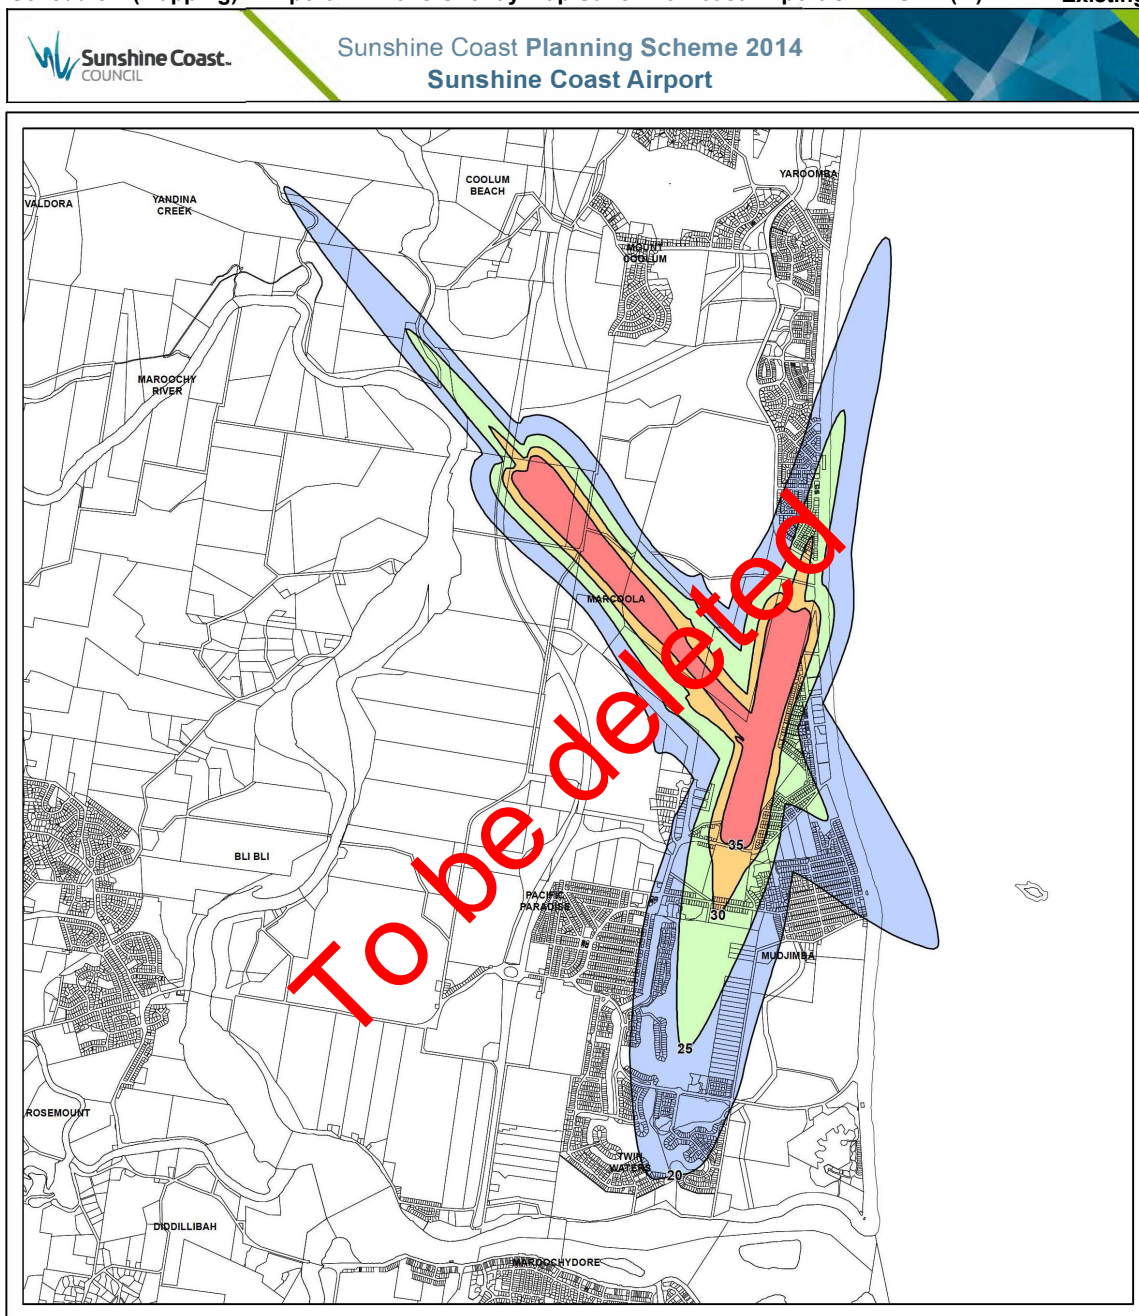 Existing
Sunshine Coast
COUNCIL
Sunshine Coast Planning Scheme 2014
Sunshine Coast Airport
VALDORA
YANDINA
CREEK
COOLUM
BEACH
YAROOMBA
MOUNT
COOLUM
MAROOCHY
RIVER
MARCOOLA
To be deleted
35
BLI BLI
PACIFIC
PARADISE
30
MUDJIMBA
25
ROSEMOUNT
TWIN
WATERS
20
DIDDILLIBAH
MAROOCHYDORE